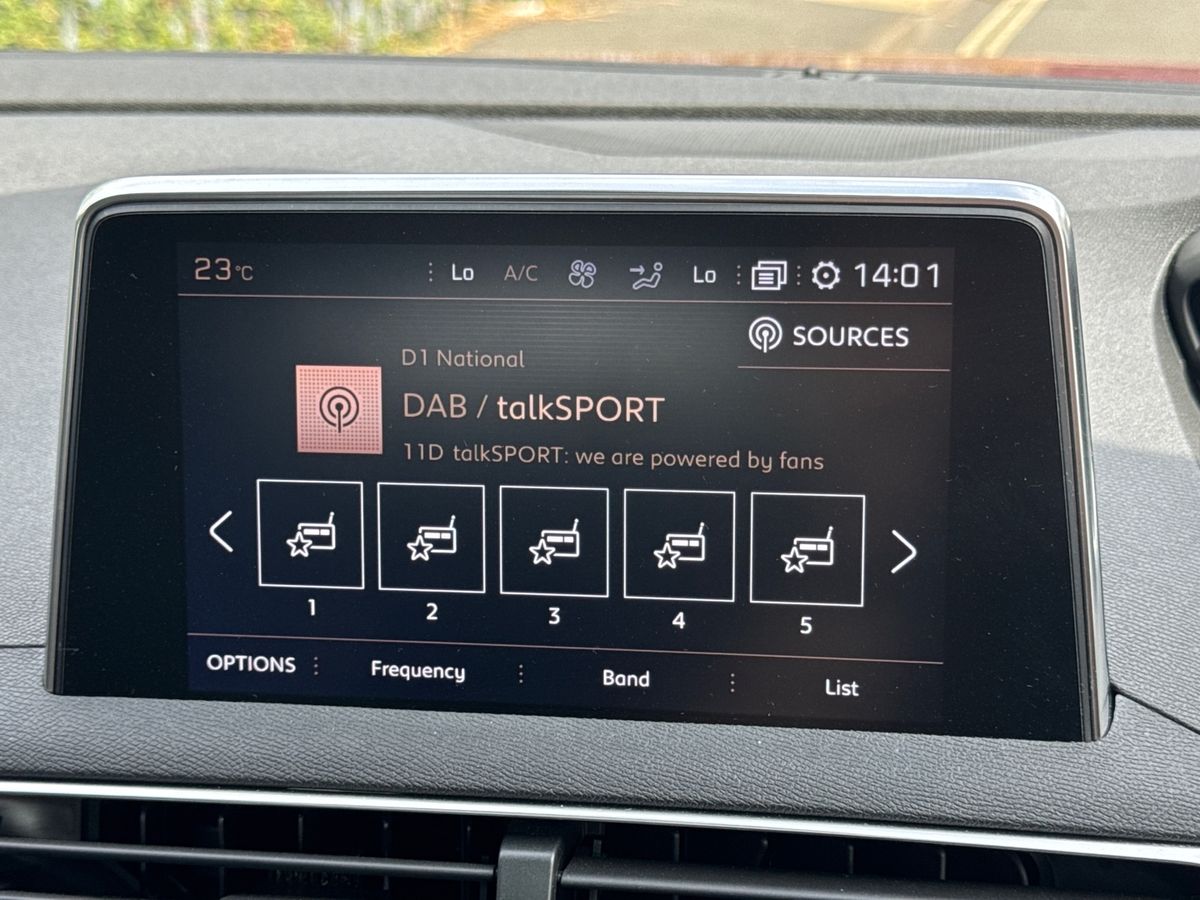 23°C Lo A/C Lo 14:01
SOURCES
D1 National
DAB / talkSPORT
11D talkSPORT: we are powered by fans
1 2 3 4 5
OPTIONS Frequency Band List